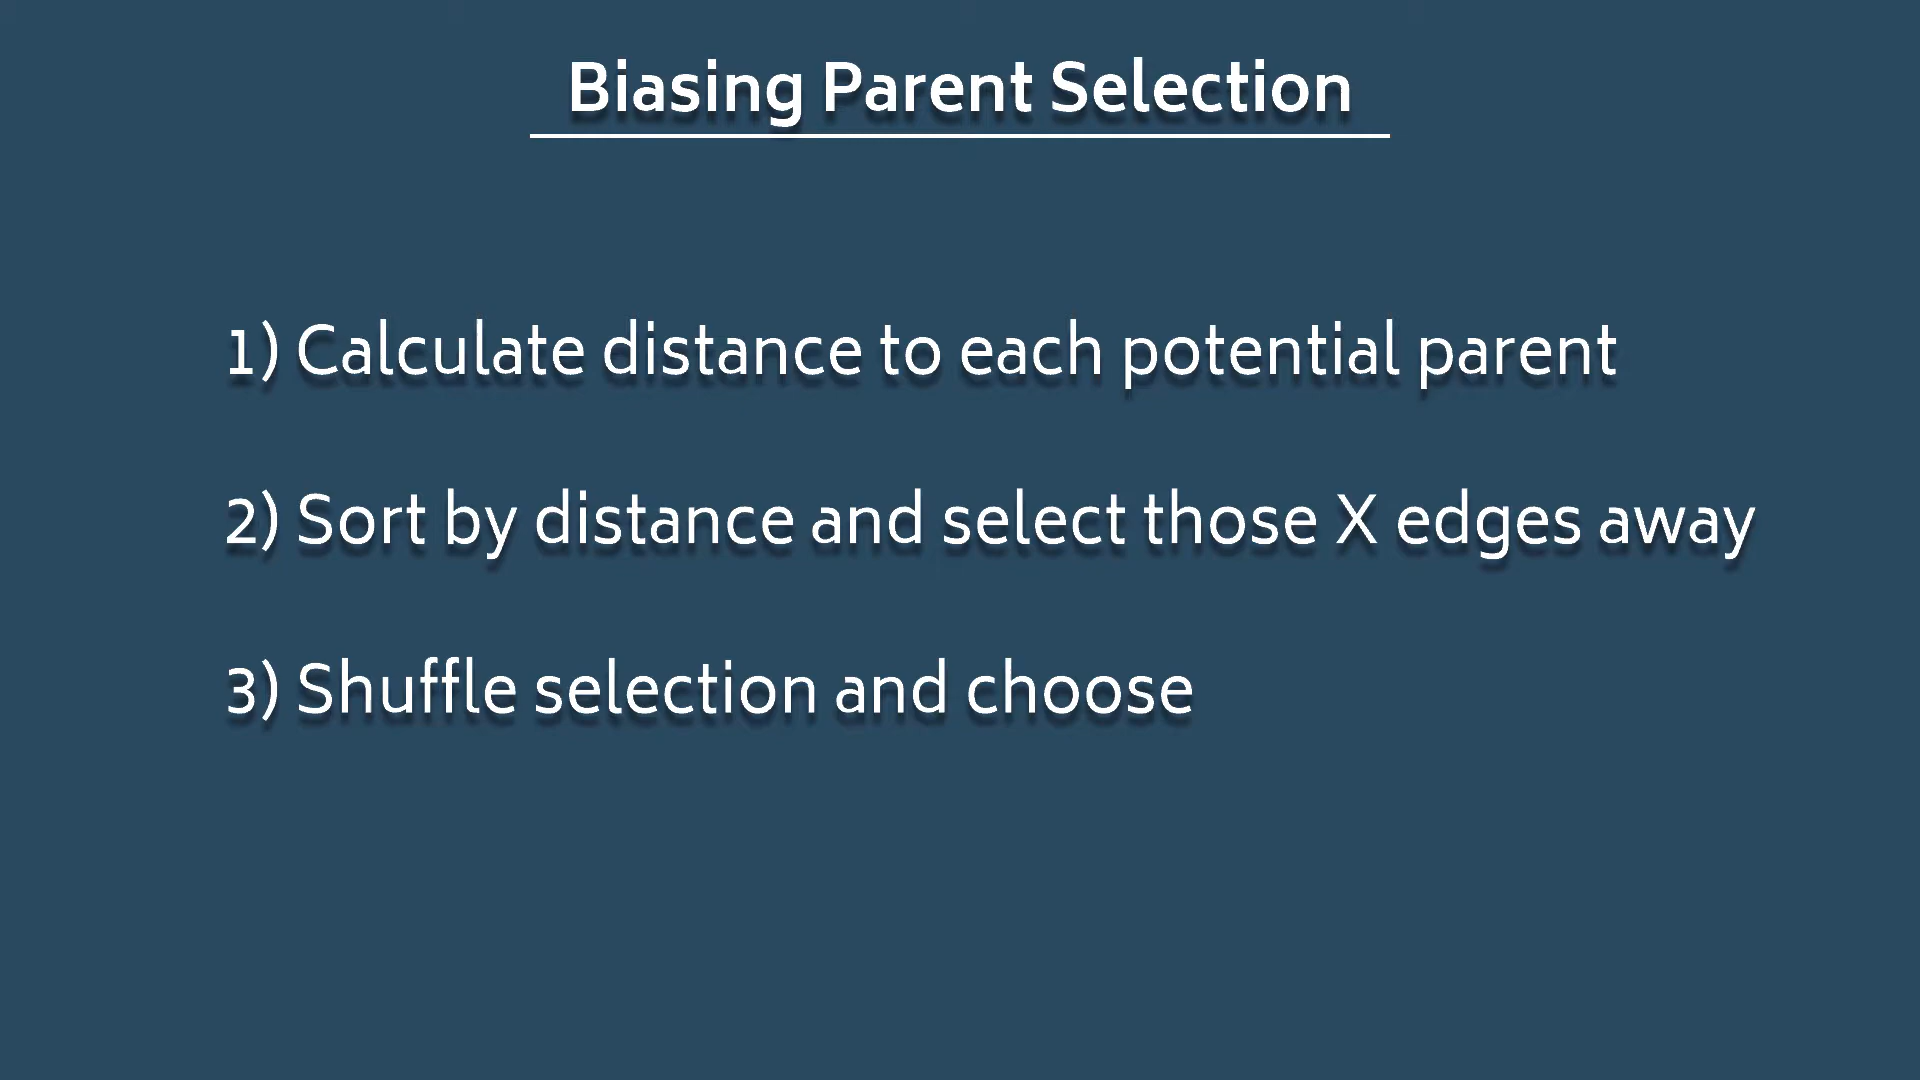 Biasing Parent Selection
1) Calculate distance to each potential parent
2) Sort by distance and select those X edges away
3) Shuffle selection and choose